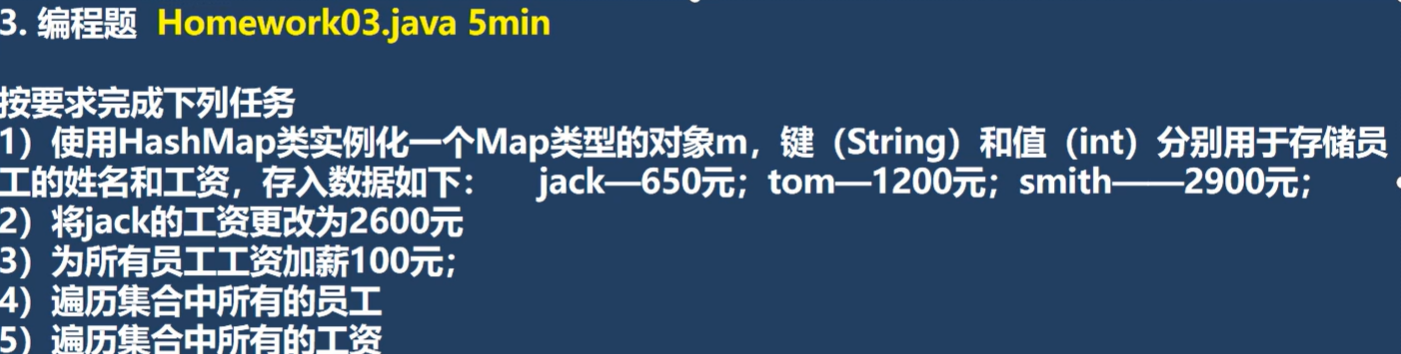 3. 编程题 Homework03.java 5min
按要求完成下列任务
1）使用HashMap类实例化一个Map类型的对象m，键（String）和值（int）分别用于存储员
工的姓名和工资，存入数据如下： jack—650元；tom—1200元；smith——2900元；
2）将jack的工资更改为2600元
3）为所有员工工资加薪100元；
4）遍历集合中所有的员工
5）遍历集合中所有的工资